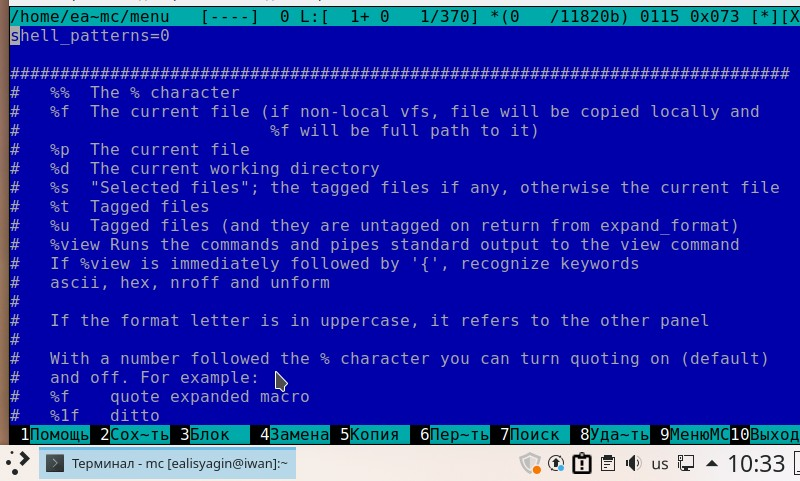 /home/ea~mc/menu   [----]  0 L:[  1+ 0   1/370] *(0   /11820b) 0115 0x073 [*][X
shell_patterns=0
##############################################################################
#   %%  The % character
#   %f  The current file (if non-local vfs, file will be copied locally and
#                         %f will be full path to it)
#   %p  The current file
#   %d  The current working directory
#   %s  "Selected files"; the tagged files if any, otherwise the current file
#   %t  Tagged files
#   %u  Tagged files (and they are untagged on return from expand_format)
#   %view Runs the commands and pipes standard output to the view command
#   If %view is immediately followed by '{', recognize keywords
#   ascii, hex, nroff and unform
#
#   If the format letter is in uppercase, it refers to the other panel
#
#   With a number followed the % character you can turn quoting on (default)
#   and off. For example:
#   %f    quote expanded macro
#   %1f   ditto
1Помощь 2Сох~ть 3Блок 4Замена 5Копия 6Пер~ть 7Поиск 8Уда~ть 9МенюMC 10Выход
Терминал - mc [ealisyagin@iwan]:~ us 10:33